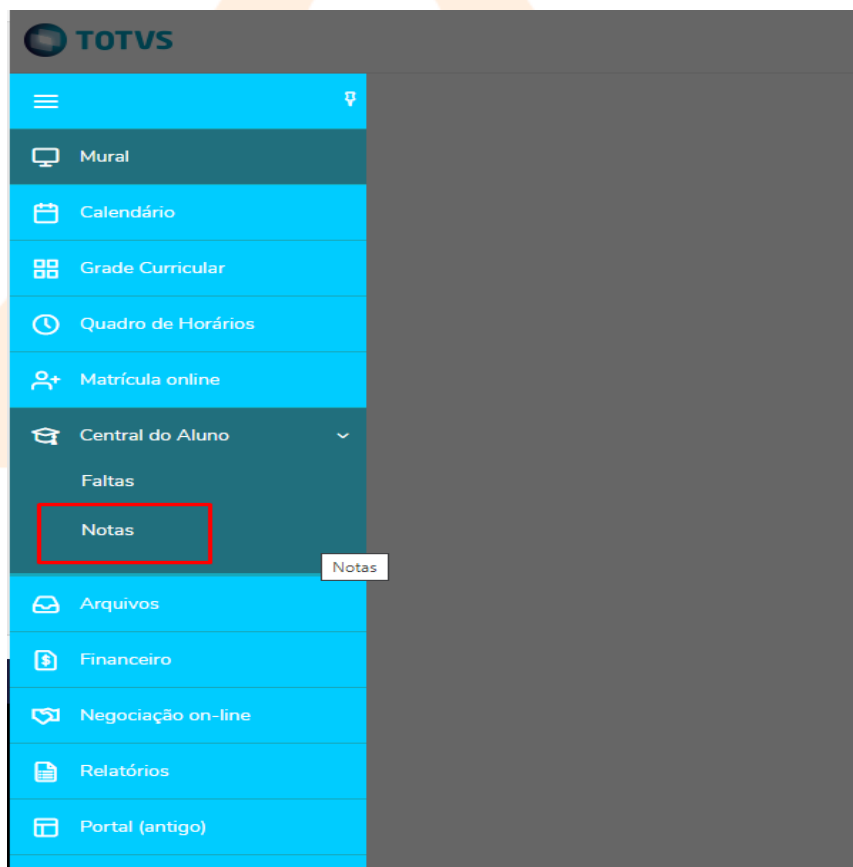 TOTVS
Mural
Calendário
Grade Curricular
Quadro de Horários
Matrícula online
Central do Aluno
Faltas
Notas
Notas
Arquivos
Financeiro
Negociação on-line
Relatórios
Portal (antigo)